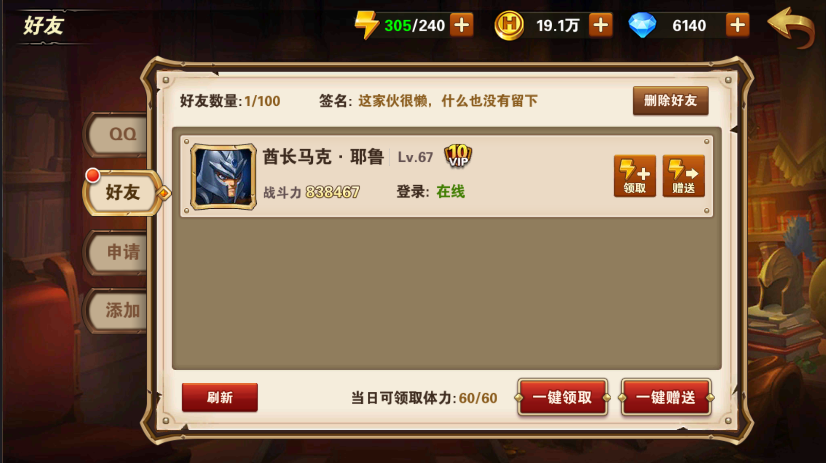 好友
305/240
19.1万
6140
好友数量:1/100
签名: 这家伙很懒，什么也没有留下
删除好友
QQ
好友
申请
添加
酋长马克·耶鲁
Lv.67
10
VIP
战斗力 838467
登录: 在线
领取
赠送
刷新
当日可领取体力:60/60
一键领取
一键赠送